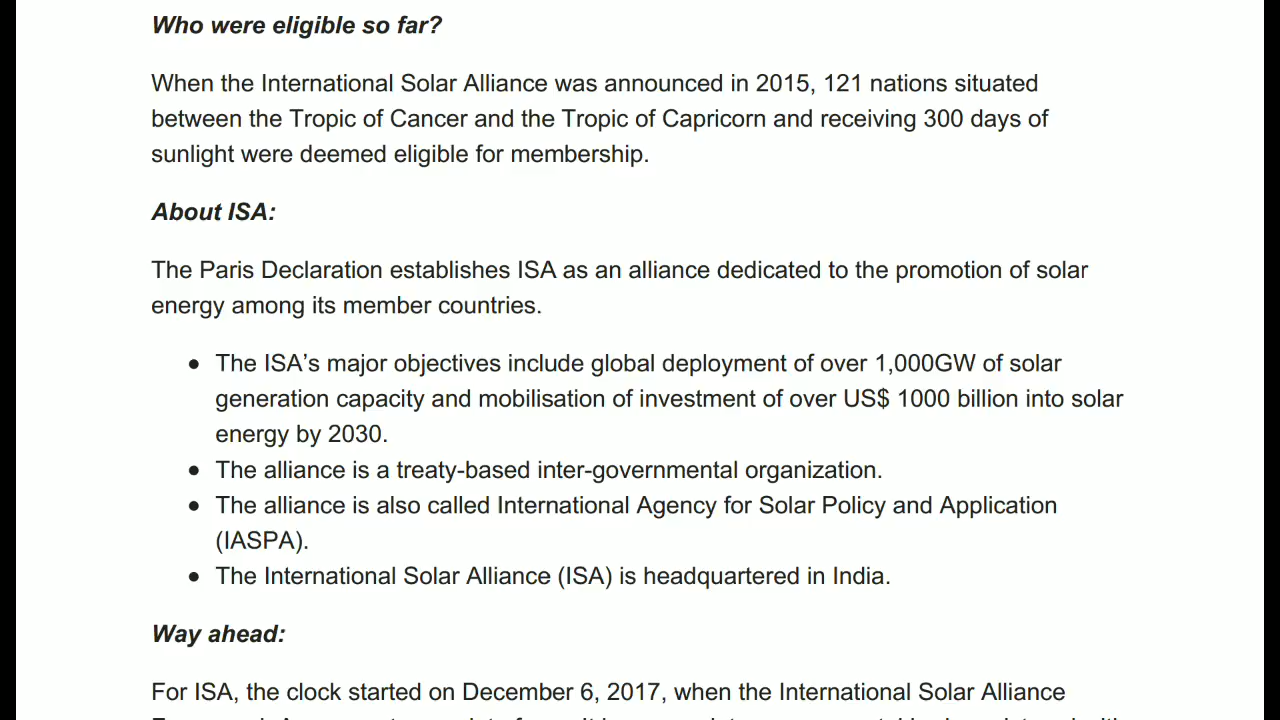 Who were eligible so far?
When the International Solar Alliance was announced in 2015, 121 nations situated
between the Tropic of Cancer and the Tropic of Capricorn and receiving 300 days of
sunlight were deemed eligible for membership.
About ISA:
The Paris Declaration establishes ISA as an alliance dedicated to the promotion of solar
energy among its member countries.
● The ISA’s major objectives include global deployment of over 1,000GW of solar
generation capacity and mobilisation of investment of over US$ 1000 billion into solar
energy by 2030.
● The alliance is a treaty-based inter-governmental organization.
● The alliance is also called International Agency for Solar Policy and Application
(IASPA).
● The International Solar Alliance (ISA) is headquartered in India.
Way ahead:
For ISA, the clock started on December 6, 2017, when the International Solar Alliance